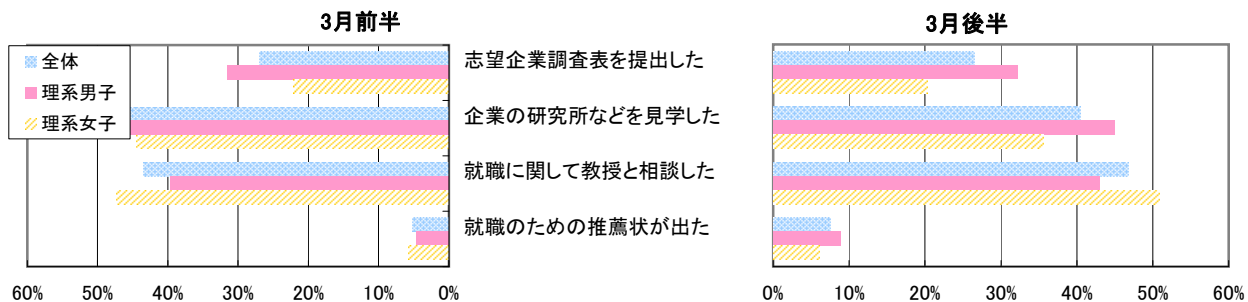 3月前半
3月後半
全体
理系男子
理系女子
志望企業調査表を提出した
企業の研究所などを見学した
就職に関して教授と相談した
就職のための推薦状が出た
60% 50% 40% 30% 20% 10% 0%
0% 10% 20% 30% 40% 50% 60%